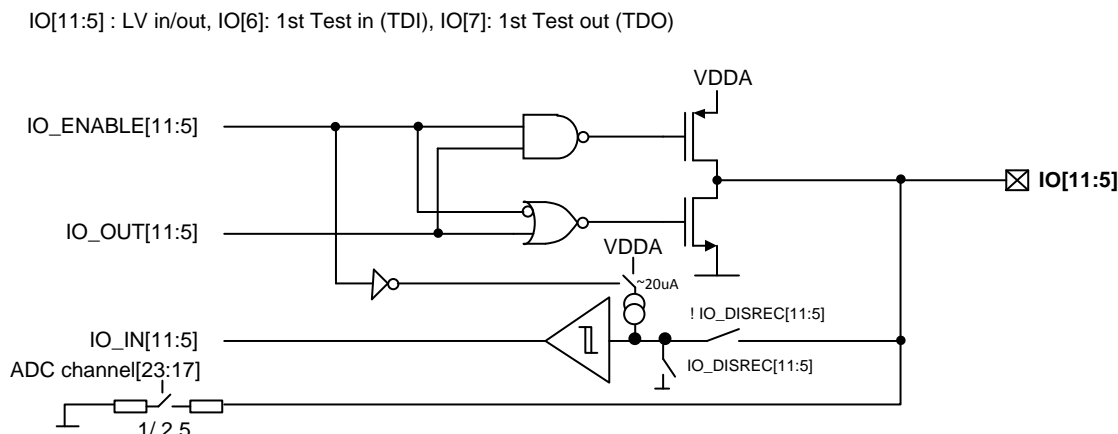 IO[11:5] : LV in/out, IO[6]: 1st Test in (TDI), IO[7]: 1st Test out (TDO)
VDDA
IO_ENABLE[11:5]
IO[11:5]
IO_OUT[11:5]
VDDA
~20uA
! IO_DISREC[11:5]
IO_IN[11:5]
IO_DISREC[11:5]
ADC channel[23:17]
1/ 2.5